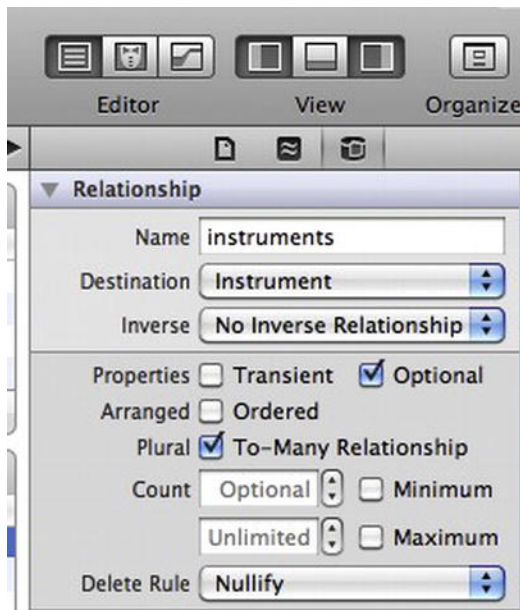 Editor View Organize
Relationship
Name instruments
Destination Instrument
Inverse No Inverse Relationship
Properties Transient Optional
Arranged Ordered
Plural To-Many Relationship
Count Optional Minimum
Unlimited Maximum
Delete Rule Nullify